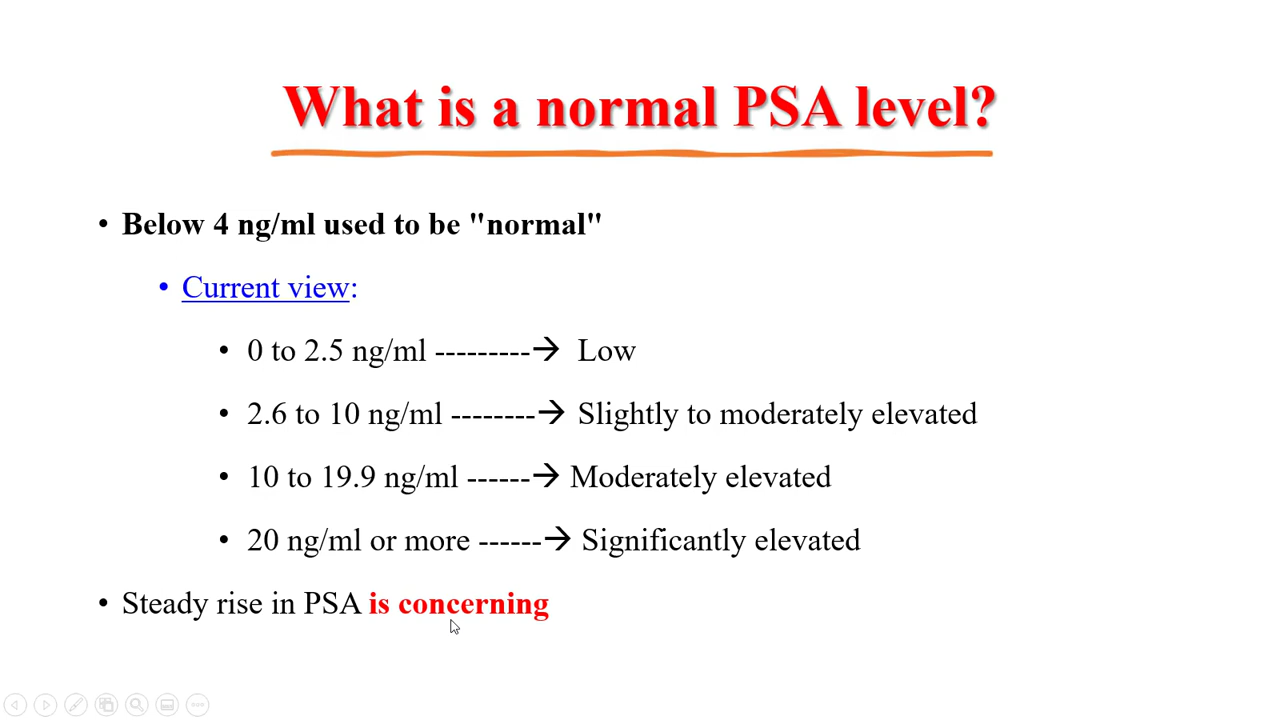 What is a normal PSA level?
• Below 4 ng/ml used to be "normal"
• Current view:
• 0 to 2.5 ng/ml ---------→ Low
• 2.6 to 10 ng/ml --------→ Slightly to moderately elevated
• 10 to 19.9 ng/ml ------→ Moderately elevated
• 20 ng/ml or more ------→ Significantly elevated
• Steady rise in PSA is concerning